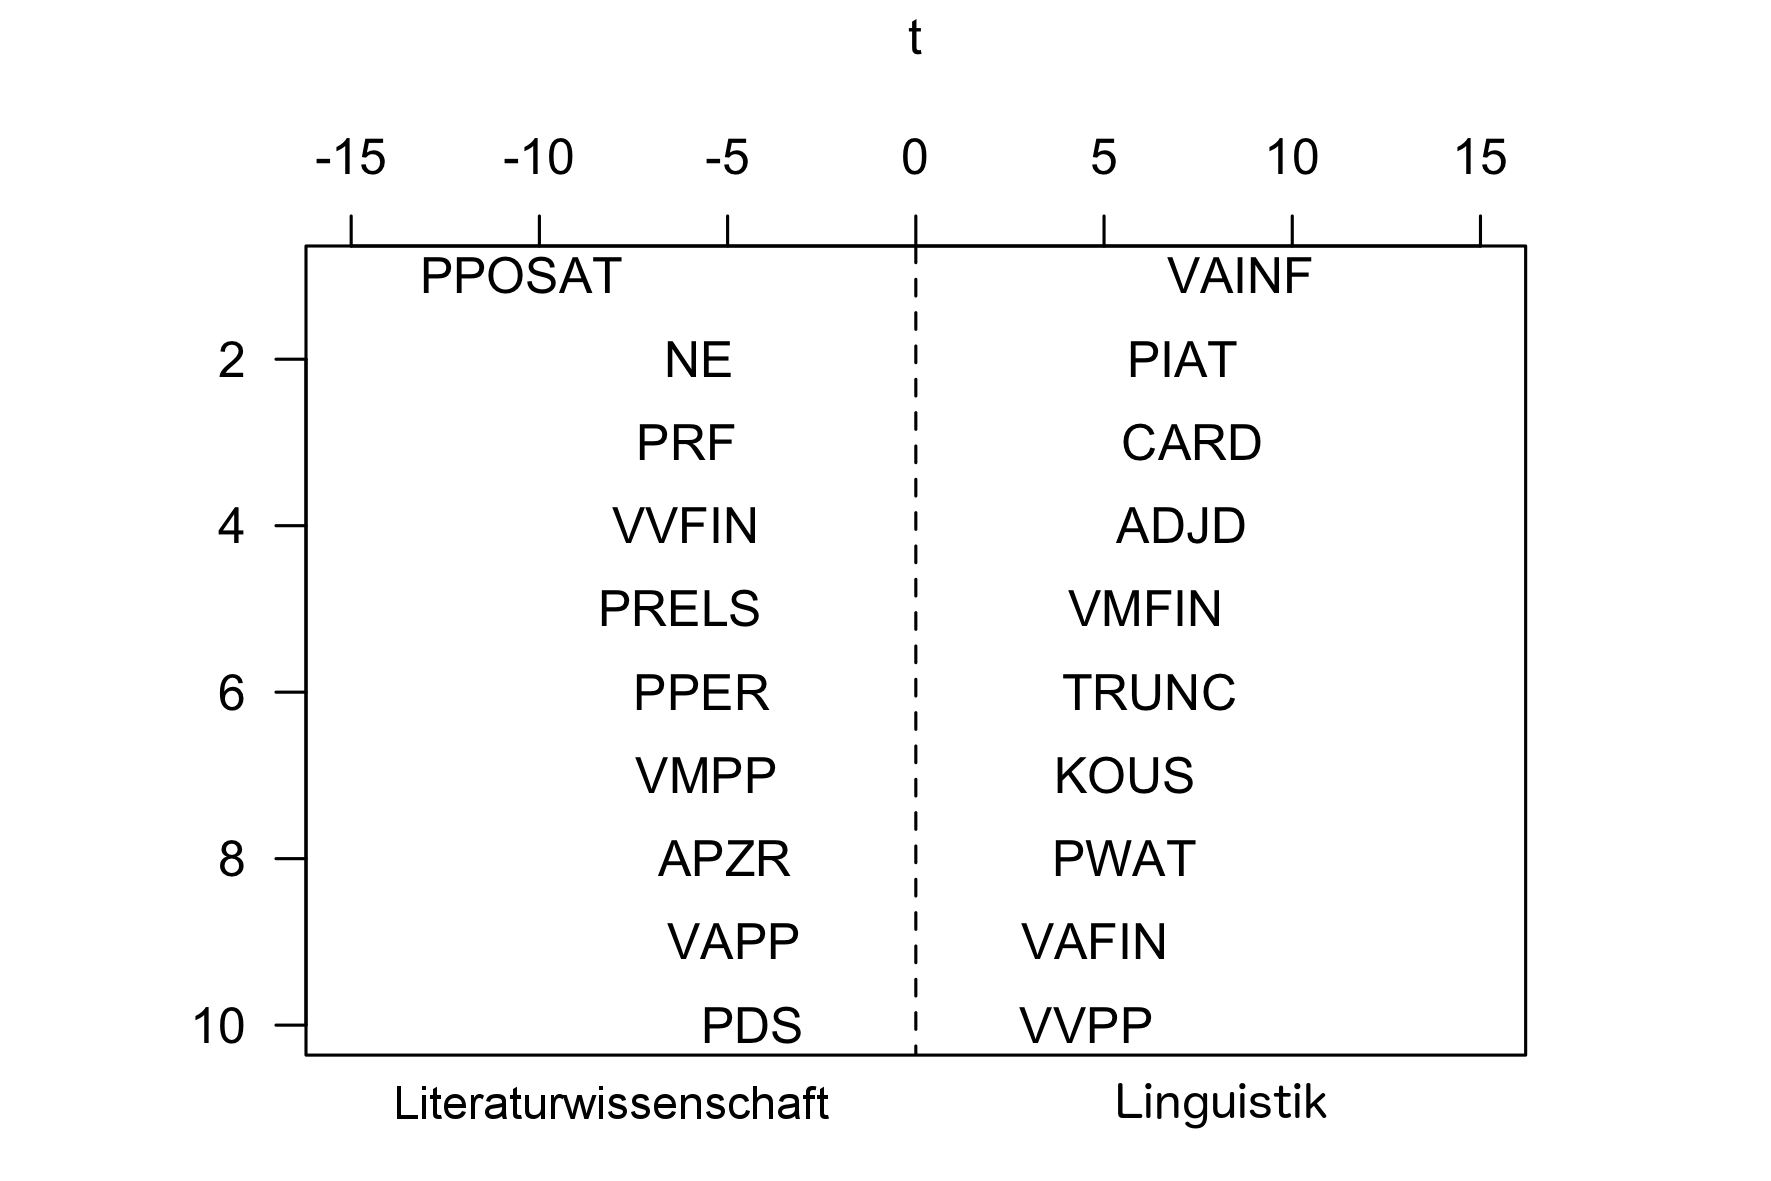 t
-15 -10 -5 0 5 10 15
PPOSAT VAINF
2 NE PIAT
PRF CARD
4 VVFIN ADJD
PRELS VMFIN
6 PPER TRUNC
VMPP KOUS
8 APZR PWAT
VAPP VAFIN
10 PDS VVPP
Literaturwissenschaft Linguistik